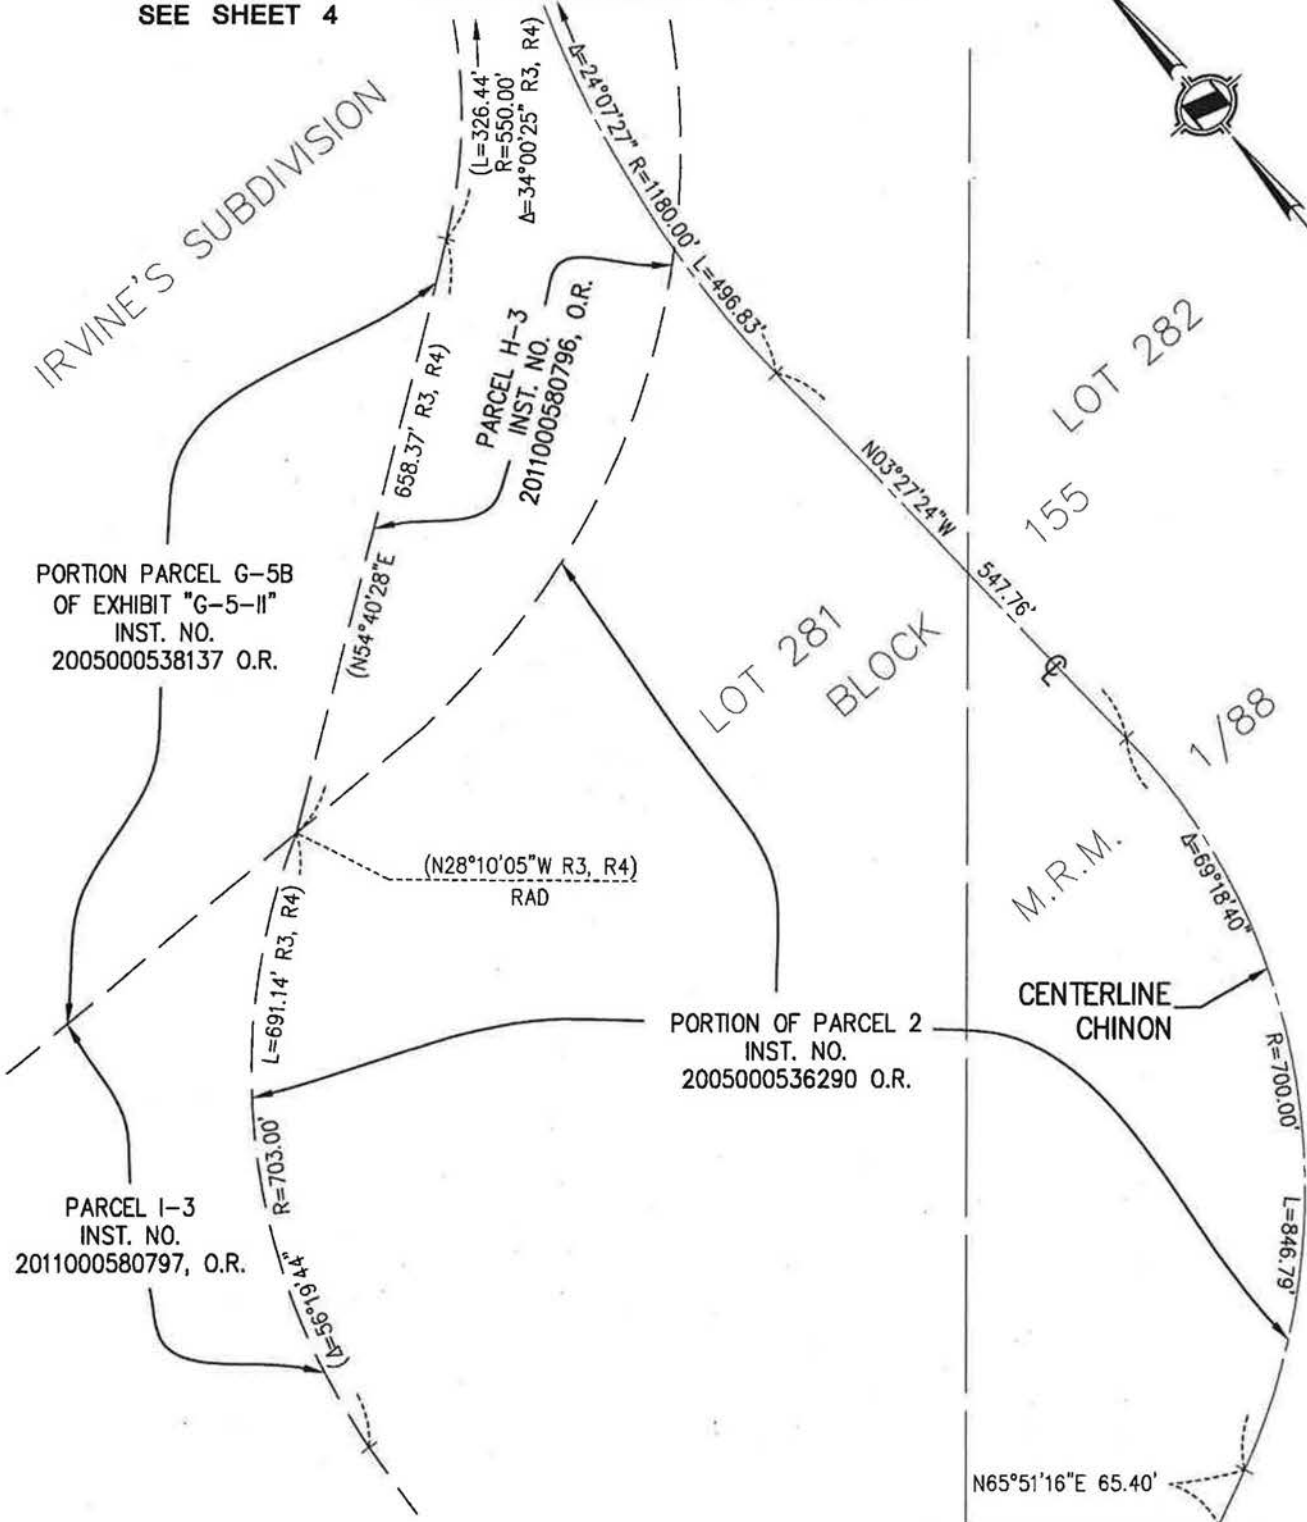 SEE SHEET 4
IRVINE'S SUBDIVISION
(L=326.44'
R=550.00'
Δ=34°00'25" R3, R4)
Δ=24°07'27" R=1180.00' L=496.83'
PARCEL H-3
INST. NO.
2011000580796, O.R.
(N54°40'28"E 658.37' R3, R4)
LOT 282
N03°27'24"W 547.76'
155
PORTION PARCEL G-5B
OF EXHIBIT "G-5-II"
INST. NO.
2005000538137 O.R.
LOT 281
BLOCK
CL
1/88
M.R.M.
Δ=69°18'40" R=700.00' L=846.79'
(N28°10'05"W R3, R4)
RAD
(Δ=56°19'44" R=703.00' L=691.14' R3, R4)
CENTERLINE
CHINON
PORTION OF PARCEL 2
INST. NO.
2005000536290 O.R.
PARCEL I-3
INST. NO.
2011000580797, O.R.
N65°51'16"E 65.40'